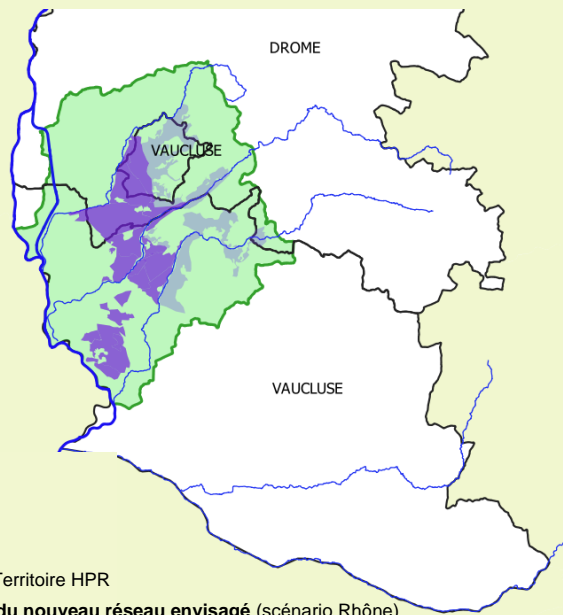 DROME
VAUCLUSE
VAUCLUSE
Territoire HPR
du nouveau réseau envisagé (scénario Rhône)